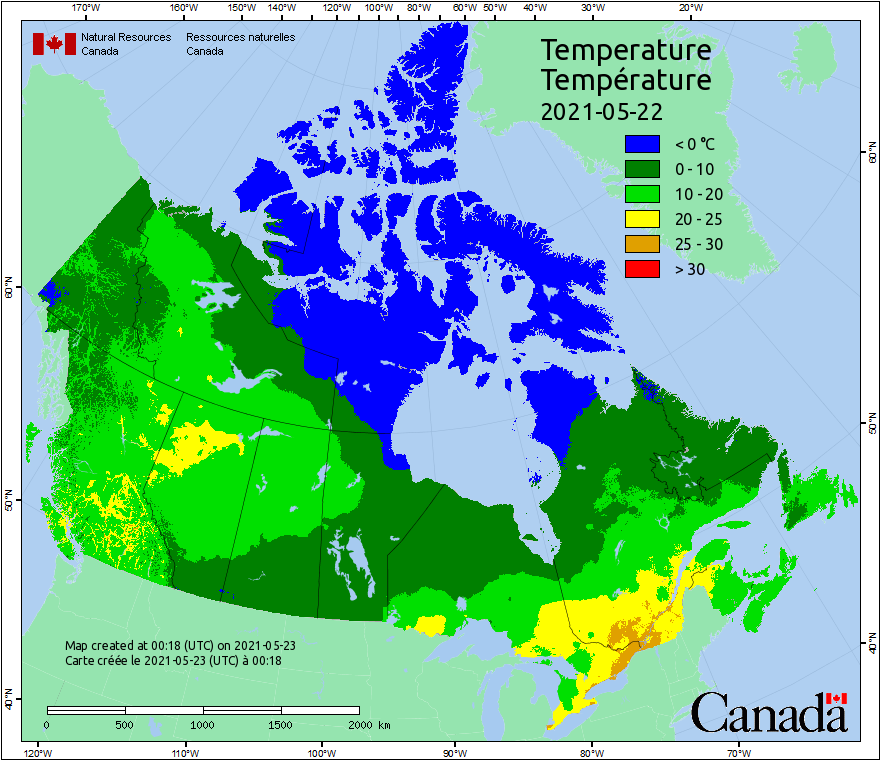 170°W 160°W 150°W 140°W 130°W 120°W 110°W 100°W 90°W 80°W 70°W 60°W 50°W 40°W 30°W 20°W
Natural Resources Ressources naturelles
Canada Canada
Temperature
Température
2021-05-22
< 0 °C
0 - 10
10 - 20
20 - 25
25 - 30
> 30
60°N
60°N
50°N
50°N
40°N
40°N
Map created at 00:18 (UTC) on 2021-05-23
Carte créée le 2021-05-23 (UTC) à 00:18
0 500 1000 1500 2000 km
Canada
120°W 110°W 100°W 90°W 80°W 70°W